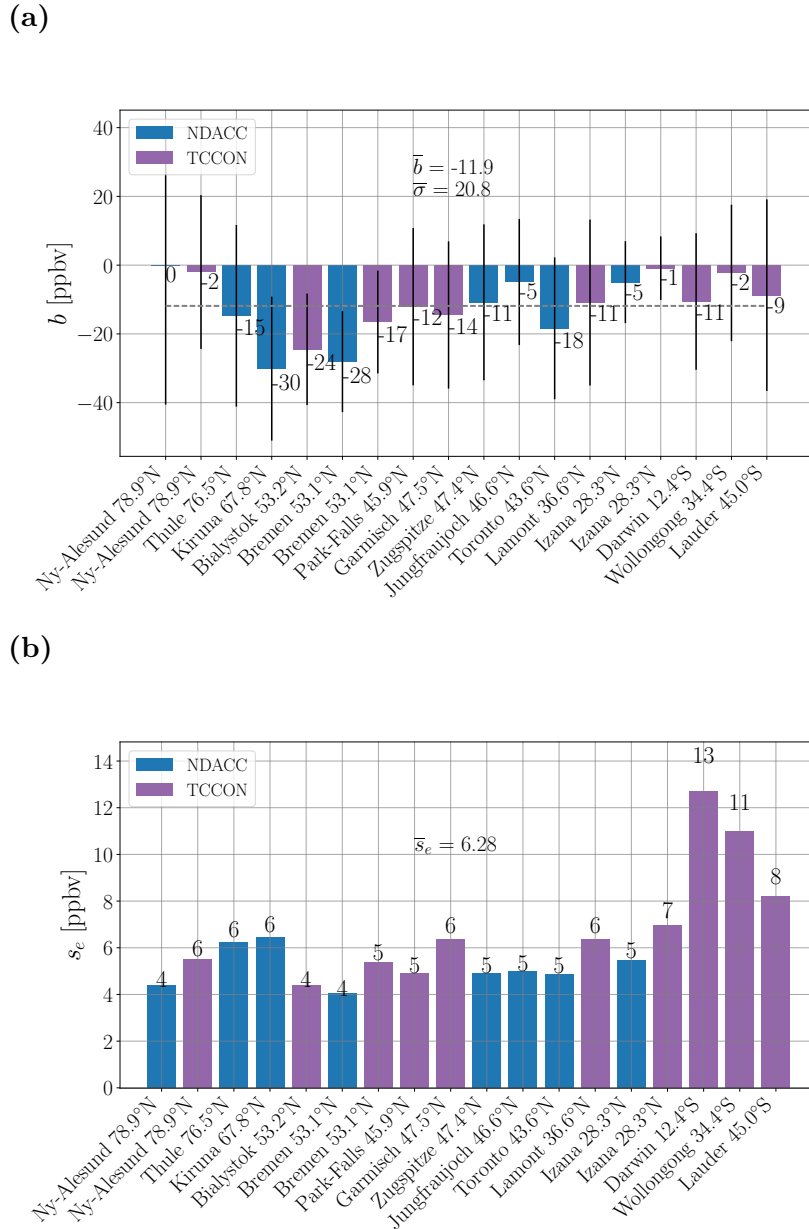 (a)
40
20
0
−20
−40
b [ppbv]
NDACC
TCCON
b = -11.9
σ = 20.8
0
-2
-15
-30
-24
-28
-17
-12
-14
-11
-5
-18
-11
-5
-1
-11
-2
-9
Ny-Alesund 78.9°N
Ny-Alesund 78.9°N
Thule 76.5°N
Kiruna 67.8°N
Bialystok 53.2°N
Bremen 53.1°N
Bremen 53.1°N
Park-Falls 45.9°N
Garmisch 47.5°N
Zugspitze 47.4°N
Jungfraujoch 46.6°N
Toronto 43.6°N
Lamont 36.6°N
Izana 28.3°N
Izana 28.3°N
Darwin 12.4°S
Wollongong 34.4°S
Lauder 45.0°S
(b)
14
12
10
8
6
4
2
0
s_e [ppbv]
NDACC
TCCON
s_e = 6.28
4
6
6
6
4
4
5
5
6
5
5
5
6
5
7
13
11
8
Ny-Alesund 78.9°N
Ny-Alesund 78.9°N
Thule 76.5°N
Kiruna 67.8°N
Bialystok 53.2°N
Bremen 53.1°N
Bremen 53.1°N
Park-Falls 45.9°N
Garmisch 47.5°N
Zugspitze 47.4°N
Jungfraujoch 46.6°N
Toronto 43.6°N
Lamont 36.6°N
Izana 28.3°N
Izana 28.3°N
Darwin 12.4°S
Wollongong 34.4°S
Lauder 45.0°S